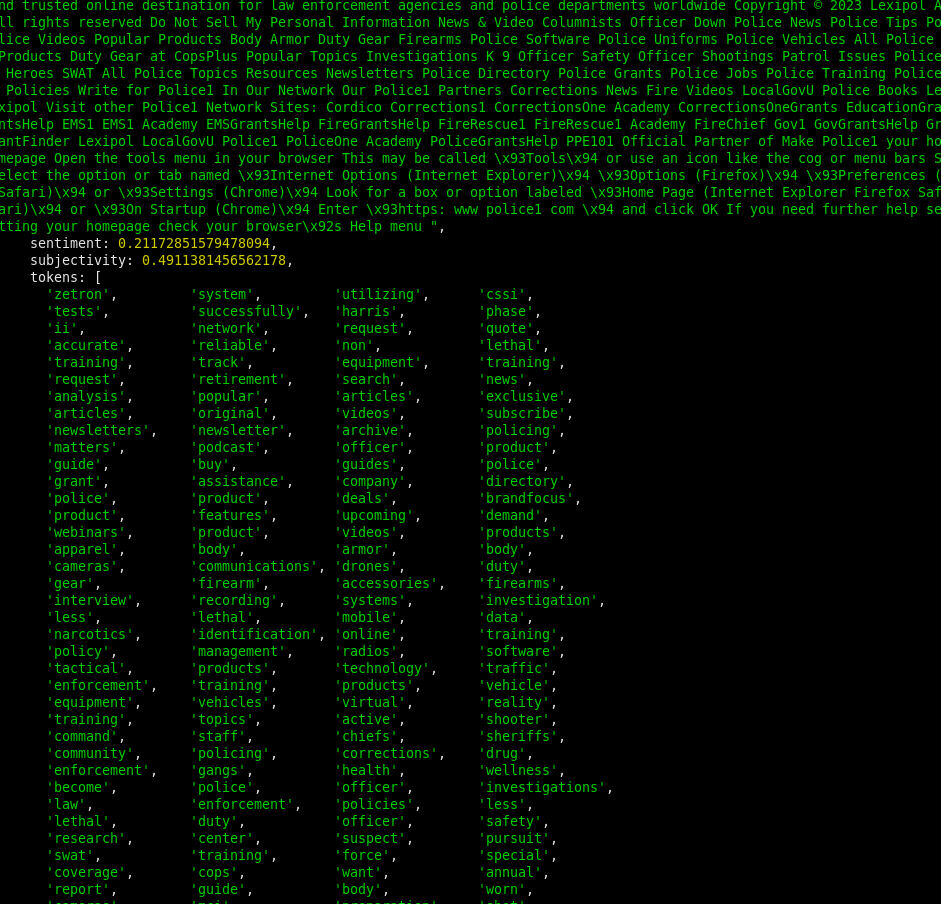 nd trusted online destination for law enforcement agencies and police departments worldwide Copyright © 2023 Lexipol A
ll rights reserved Do Not Sell My Personal Information News & Video Columnists Officer Down Police News Police Tips Po
lice Videos Popular Products Body Armor Duty Gear Firearms Police Software Police Uniforms Police Vehicles All Police
Products Duty Gear at CopsPlus Popular Topics Investigations K 9 Officer Safety Officer Shootings Patrol Issues Police
Heroes SWAT All Police Topics Resources Newsletters Police Directory Police Grants Police Jobs Police Training Police
Policies Write for Police1 In Our Network Our Police1 Partners Corrections News Fire Videos LocalGovU Police Books Le
xipol Visit other Police1 Network Sites: Cordico Corrections1 CorrectionsOne Academy CorrectionsOneGrants EducationGra
ntsHelp EMS1 EMS1 Academy EMSGrantsHelp FireGrantsHelp FireRescue1 FireRescue1 Academy FireChief Gov1 GovGrantsHelp Gr
antFinder Lexipol LocalGovU Police1 PoliceOne Academy PoliceGrantsHelp PPE101 Official Partner of Make Police1 your ho
mepage Open the tools menu in your browser This may be called \x93Tools\x94 or use an icon like the cog or menu bars S
elect the option or tab named \x93Internet Options (Internet Explorer)\x94 \x93Options (Firefox)\x94 \x93Preferences (
Safari)\x94 or \x93Settings (Chrome)\x94 Look for a box or option labeled \x93Home Page (Internet Explorer Firefox Saf
ari)\x94 or \x93On Startup (Chrome)\x94 Enter \x93https: www police1 com \x94 and click OK If you need further help se
tting your homepage check your browser\x92s Help menu ",
sentiment: 0.21172851579478094,
subjectivity: 0.4911381456562178,
tokens: [
'zetron', 'system', 'utilizing', 'cssi',
'tests', 'successfully', 'harris', 'phase',
'ii', 'network', 'request', 'quote',
'accurate', 'reliable', 'non', 'lethal',
'training', 'track', 'equipment', 'training',
'request', 'retirement', 'search', 'news',
'analysis', 'popular', 'articles', 'exclusive',
'articles', 'original', 'videos', 'subscribe',
'newsletters', 'newsletter', 'archive', 'policing',
'matters', 'podcast', 'officer', 'product',
'guide', 'buy', 'guides', 'police',
'grant', 'assistance', 'company', 'directory',
'police', 'product', 'deals', 'brandfocus',
'product', 'features', 'upcoming', 'demand',
'webinars', 'product', 'videos', 'products',
'apparel', 'body', 'armor', 'body',
'cameras', 'communications', 'drones', 'duty',
'gear', 'firearm', 'accessories', 'firearms',
'interview', 'recording', 'systems', 'investigation',
'less', 'lethal', 'mobile', 'data',
'narcotics', 'identification', 'online', 'training',
'policy', 'management', 'radios', 'software',
'tactical', 'products', 'technology', 'traffic',
'enforcement', 'training', 'products', 'vehicle',
'equipment', 'vehicles', 'virtual', 'reality',
'training', 'topics', 'active', 'shooter',
'command', 'staff', 'chiefs', 'sheriffs',
'community', 'policing', 'corrections', 'drug',
'enforcement', 'gangs', 'health', 'wellness',
'become', 'police', 'officer', 'investigations',
'law', 'enforcement', 'policies', 'less',
'lethal', 'duty', 'officer', 'safety',
'research', 'center', 'suspect', 'pursuit',
'swat', 'training', 'force', 'special',
'coverage', 'cops', 'want', 'annual',
'report', 'guide', 'body', 'worn',